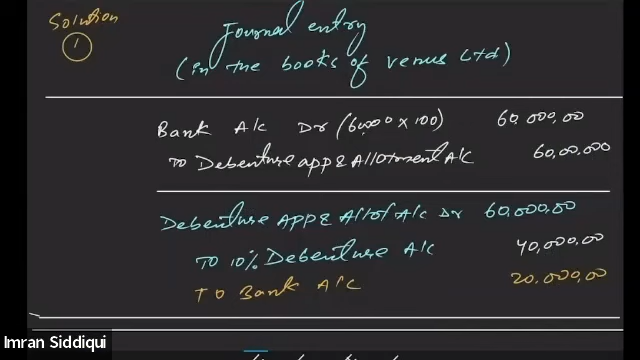 Solution
1
Journal entry
(in the books of Venus Ltd)
Bank A/c Dr (60,000 x 100) 60,000,00
To Debenture app & Allotment A/c 60,00,000
Debenture App & Allot A/c Dr 60,000,00
To 10% Debenture A/c 40,000,00
To Bank A/c 20,000,00
Imran Siddiqui